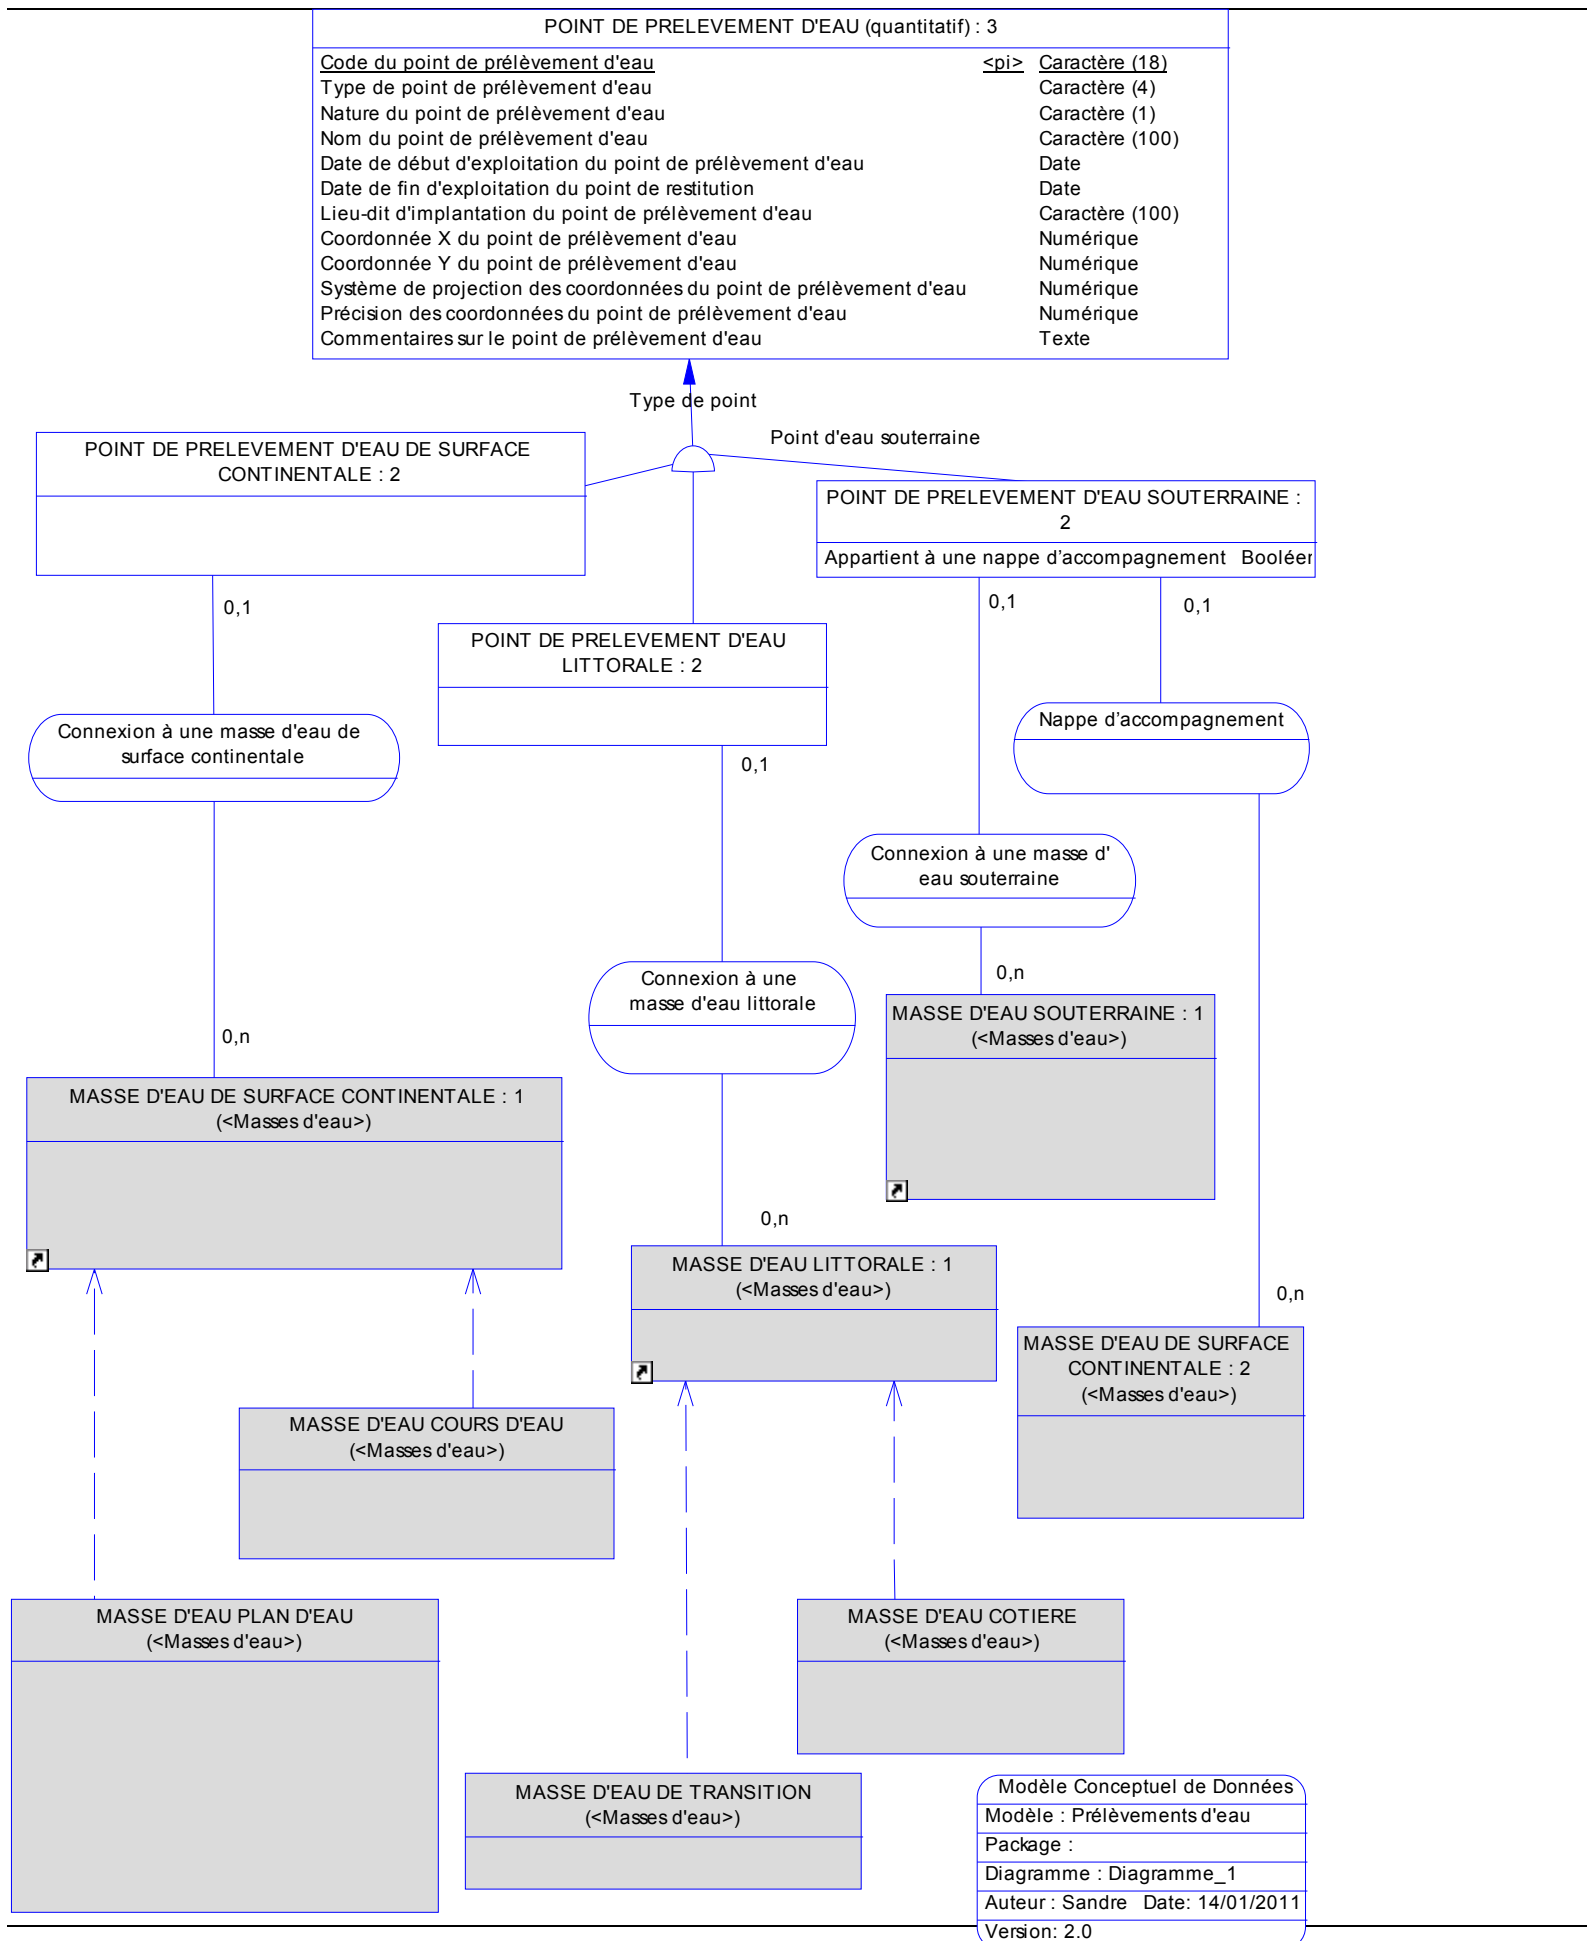 POINT DE PRELEVEMENT D'EAU (quantitatif) : 3
Code du point de prélèvement d'eau <pi> Caractère (18)
Type de point de prélèvement d'eau Caractère (4)
Nature du point de prélèvement d'eau Caractère (1)
Nom du point de prélèvement d'eau Caractère (100)
Date de début d'exploitation du point de prélèvement d'eau Date
Date de fin d'exploitation du point de restitution Date
Lieu-dit d'implantation du point de prélèvement d'eau Caractère (100)
Coordonnée X du point de prélèvement d'eau Numérique
Coordonnée Y du point de prélèvement d'eau Numérique
Système de projection des coordonnées du point de prélèvement d'eau Numérique
Précision des coordonnées du point de prélèvement d'eau Numérique
Commentaires sur le point de prélèvement d'eau Texte
Type de point
Point d'eau souterraine
POINT DE PRELEVEMENT D'EAU DE SURFACE
CONTINENTALE : 2
POINT DE PRELEVEMENT D'EAU SOUTERRAINE :
2
Appartient à une nappe d’accompagnement Booléen
0,1
0,1
0,1
POINT DE PRELEVEMENT D'EAU
LITTORALE : 2
Connexion à une masse d'eau de
surface continentale
Nappe d’accompagnement
0,1
Connexion à une masse d'
eau souterraine
Connexion à une
masse d'eau littorale
0,n
MASSE D'EAU SOUTERRAINE : 1
(<Masses d'eau>)
0,n
MASSE D'EAU DE SURFACE CONTINENTALE : 1
(<Masses d'eau>)
0,n
MASSE D'EAU LITTORALE : 1
(<Masses d'eau>)
0,n
MASSE D'EAU DE SURFACE
CONTINENTALE : 2
(<Masses d'eau>)
MASSE D'EAU COURS D'EAU
(<Masses d'eau>)
MASSE D'EAU PLAN D'EAU
(<Masses d'eau>)
MASSE D'EAU COTIERE
(<Masses d'eau>)
MASSE D'EAU DE TRANSITION
(<Masses d'eau>)
Modèle Conceptuel de Données
Modèle : Prélèvements d'eau
Package :
Diagramme : Diagramme_1
Auteur : Sandre Date: 14/01/2011
Version: 2.0